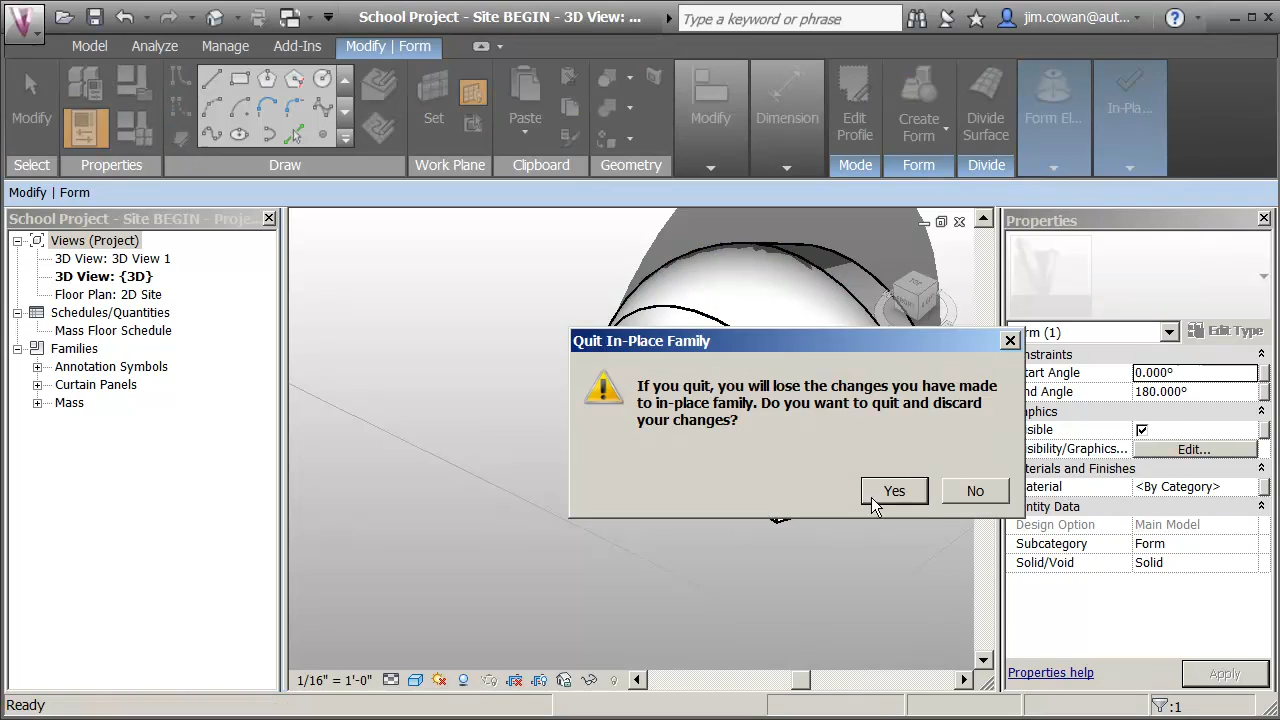 School Project - Site BEGIN - 3D View: ...
Type a keyword or phrase
jim.cowan@aut...
Model
Analyze
Manage
Add-Ins
Modify | Form
Modify
Set
Paste
Modify
Dimension
Edit Profile
Create Form
Divide Surface
Form El...
In-Pla...
Select
Properties
Draw
Work Plane
Clipboard
Geometry
Mode
Form
Divide
Modify | Form
School Project - Site BEGIN - Proje...
Views (Project)
3D View: 3D View 1
3D View: {3D}
Floor Plan: 2D Site
Schedules/Quantities
Mass Floor Schedule
Families
Annotation Symbols
Curtain Panels
Mass
TOP
FRONT
Quit In-Place Family
If you quit, you will lose the changes you have made
to in-place family. Do you want to quit and discard
your changes?
Yes
No
Properties
rm (1)
Edit Type
onstraints
tart Angle
0.000°
nd Angle
180.000°
raphics
isible
isibility/Graphics...
Edit...
aterials and Finishes
aterial
<By Category>
entity Data
Design Option
Main Model
Subcategory
Form
Solid/Void
Solid
Properties help
Apply
1/16" = 1'-0"
Ready
:1